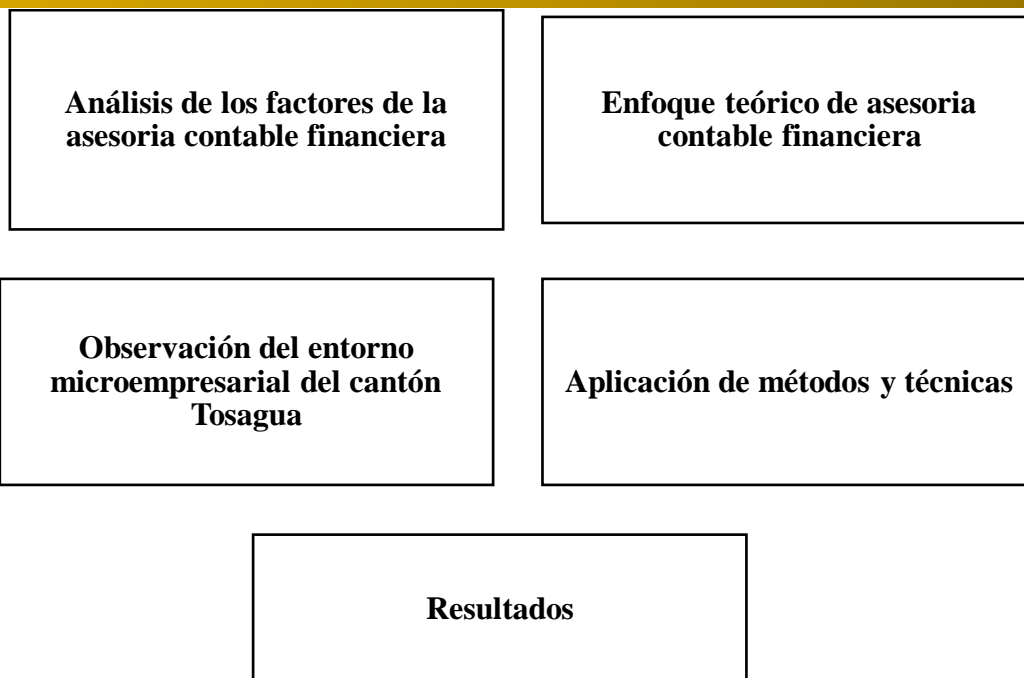 Análisis de los factores de la
asesoria contable financiera
Enfoque teórico de asesoria
contable financiera
Observación del entorno
microempresarial del cantón
Tosagua
Aplicación de métodos y técnicas
Resultados